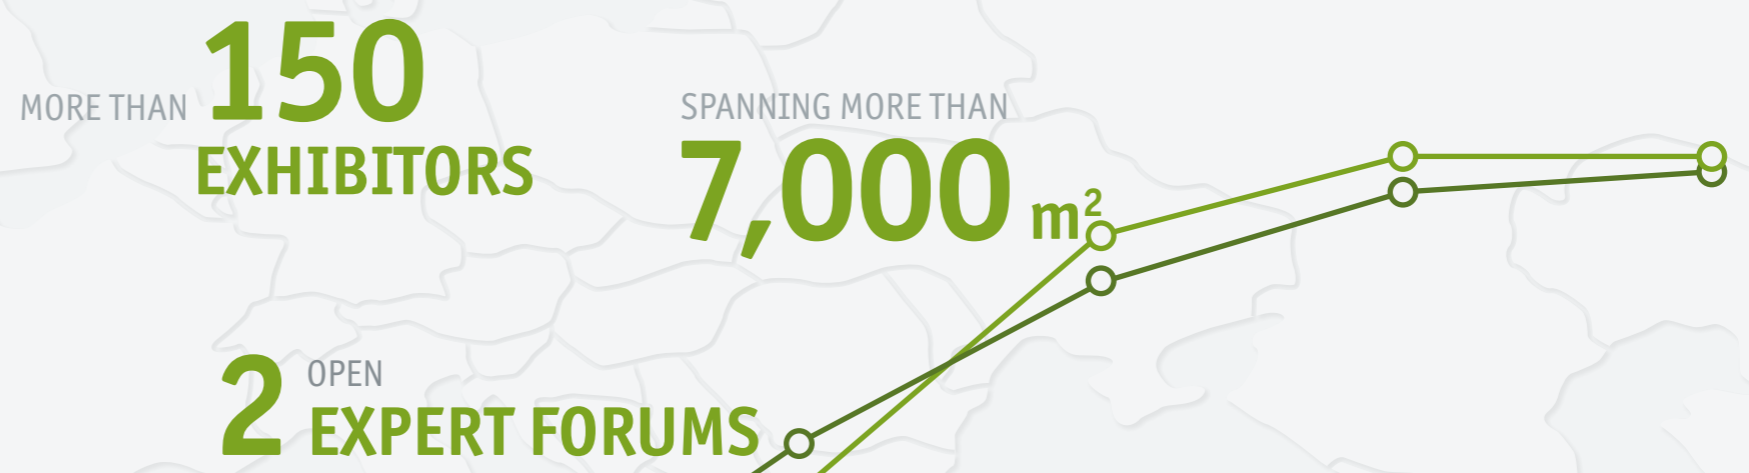 MORE THAN 150
EXHIBITORS
SPANNING MORE THAN
7,000 m²
2 OPEN
EXPERT FORUMS